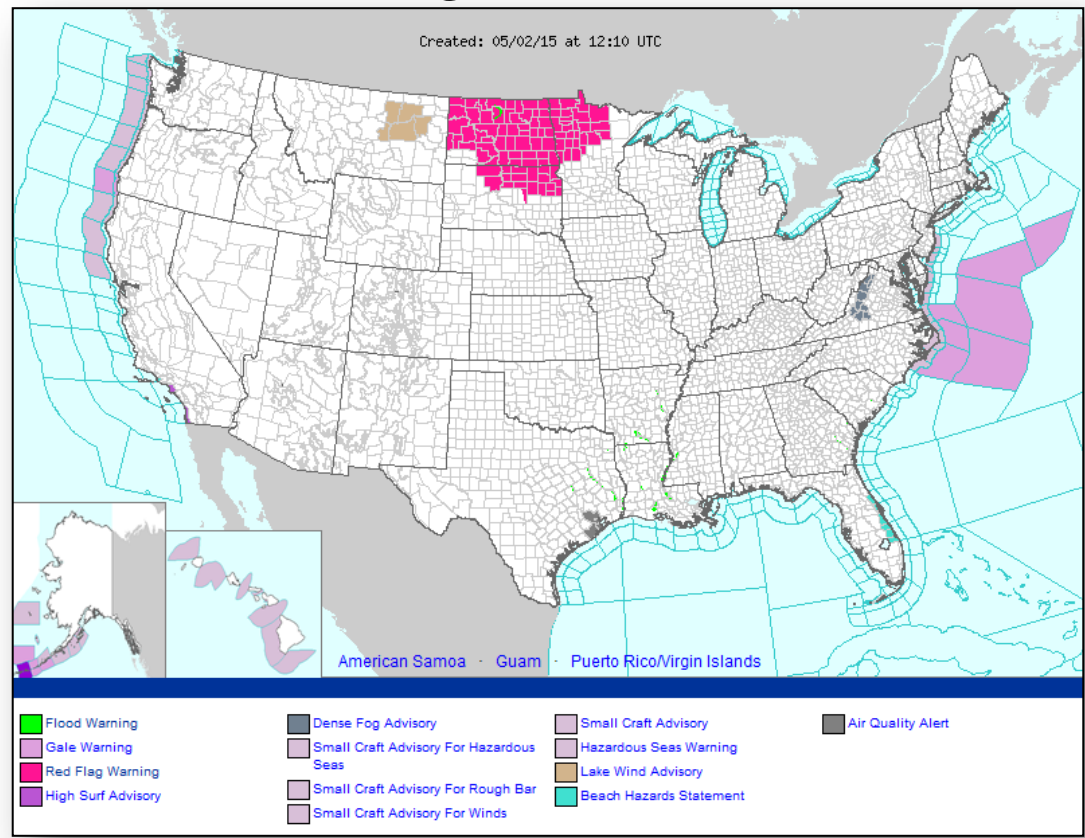 Created: 05/02/15 at 12:10 UTC
American Samoa - Guam - Puerto Rico/Virgin Islands
Flood Warning
Gale Warning
Red Flag Warning
High Surf Advisory
Dense Fog Advisory
Small Craft Advisory For Hazardous
Seas
Small Craft Advisory For Rough Bar
Small Craft Advisory For Winds
Small Craft Advisory
Hazardous Seas Warning
Lake Wind Advisory
Beach Hazards Statement
Air Quality Alert